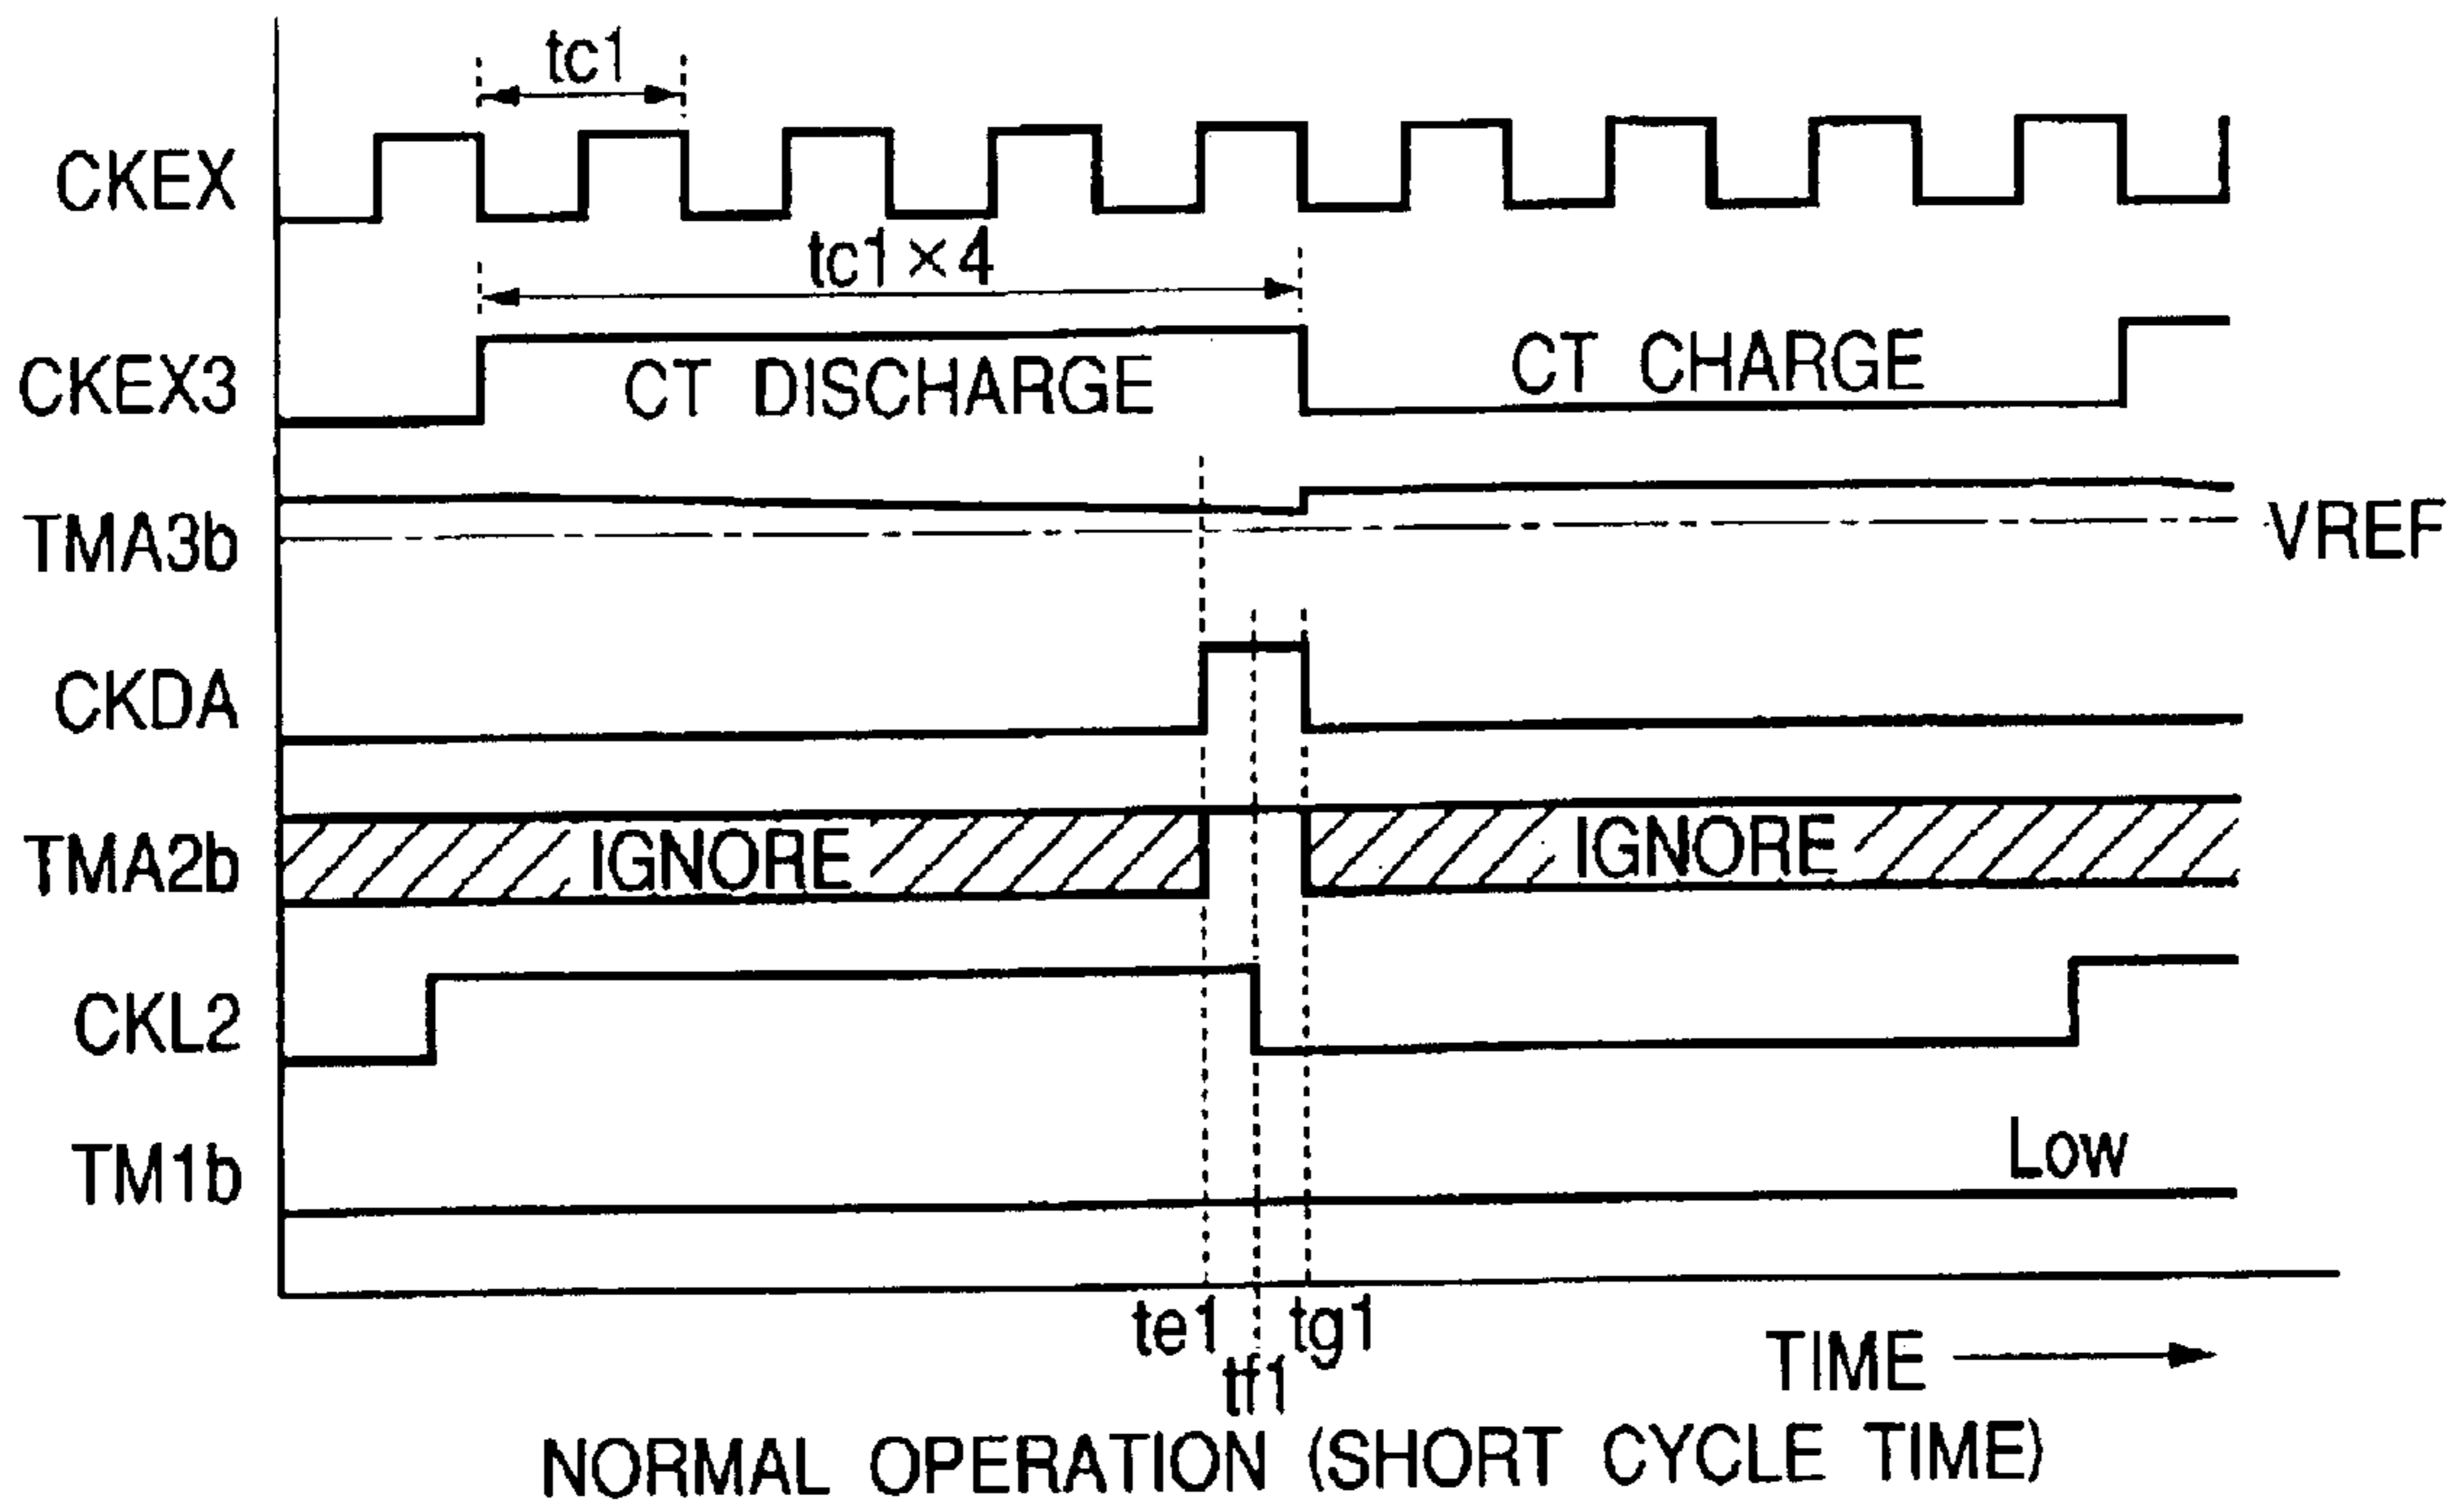 tc1
CKEX
tc1×4
CKEX3
CT DISCHARGE
CT CHARGE
TMA3b
VREF
CKDA
TMA2b
IGNORE
IGNORE
CKL2
TM1b
Low
te1
tf1
tg1
TIME
NORMAL OPERATION (SHORT CYCLE TIME)